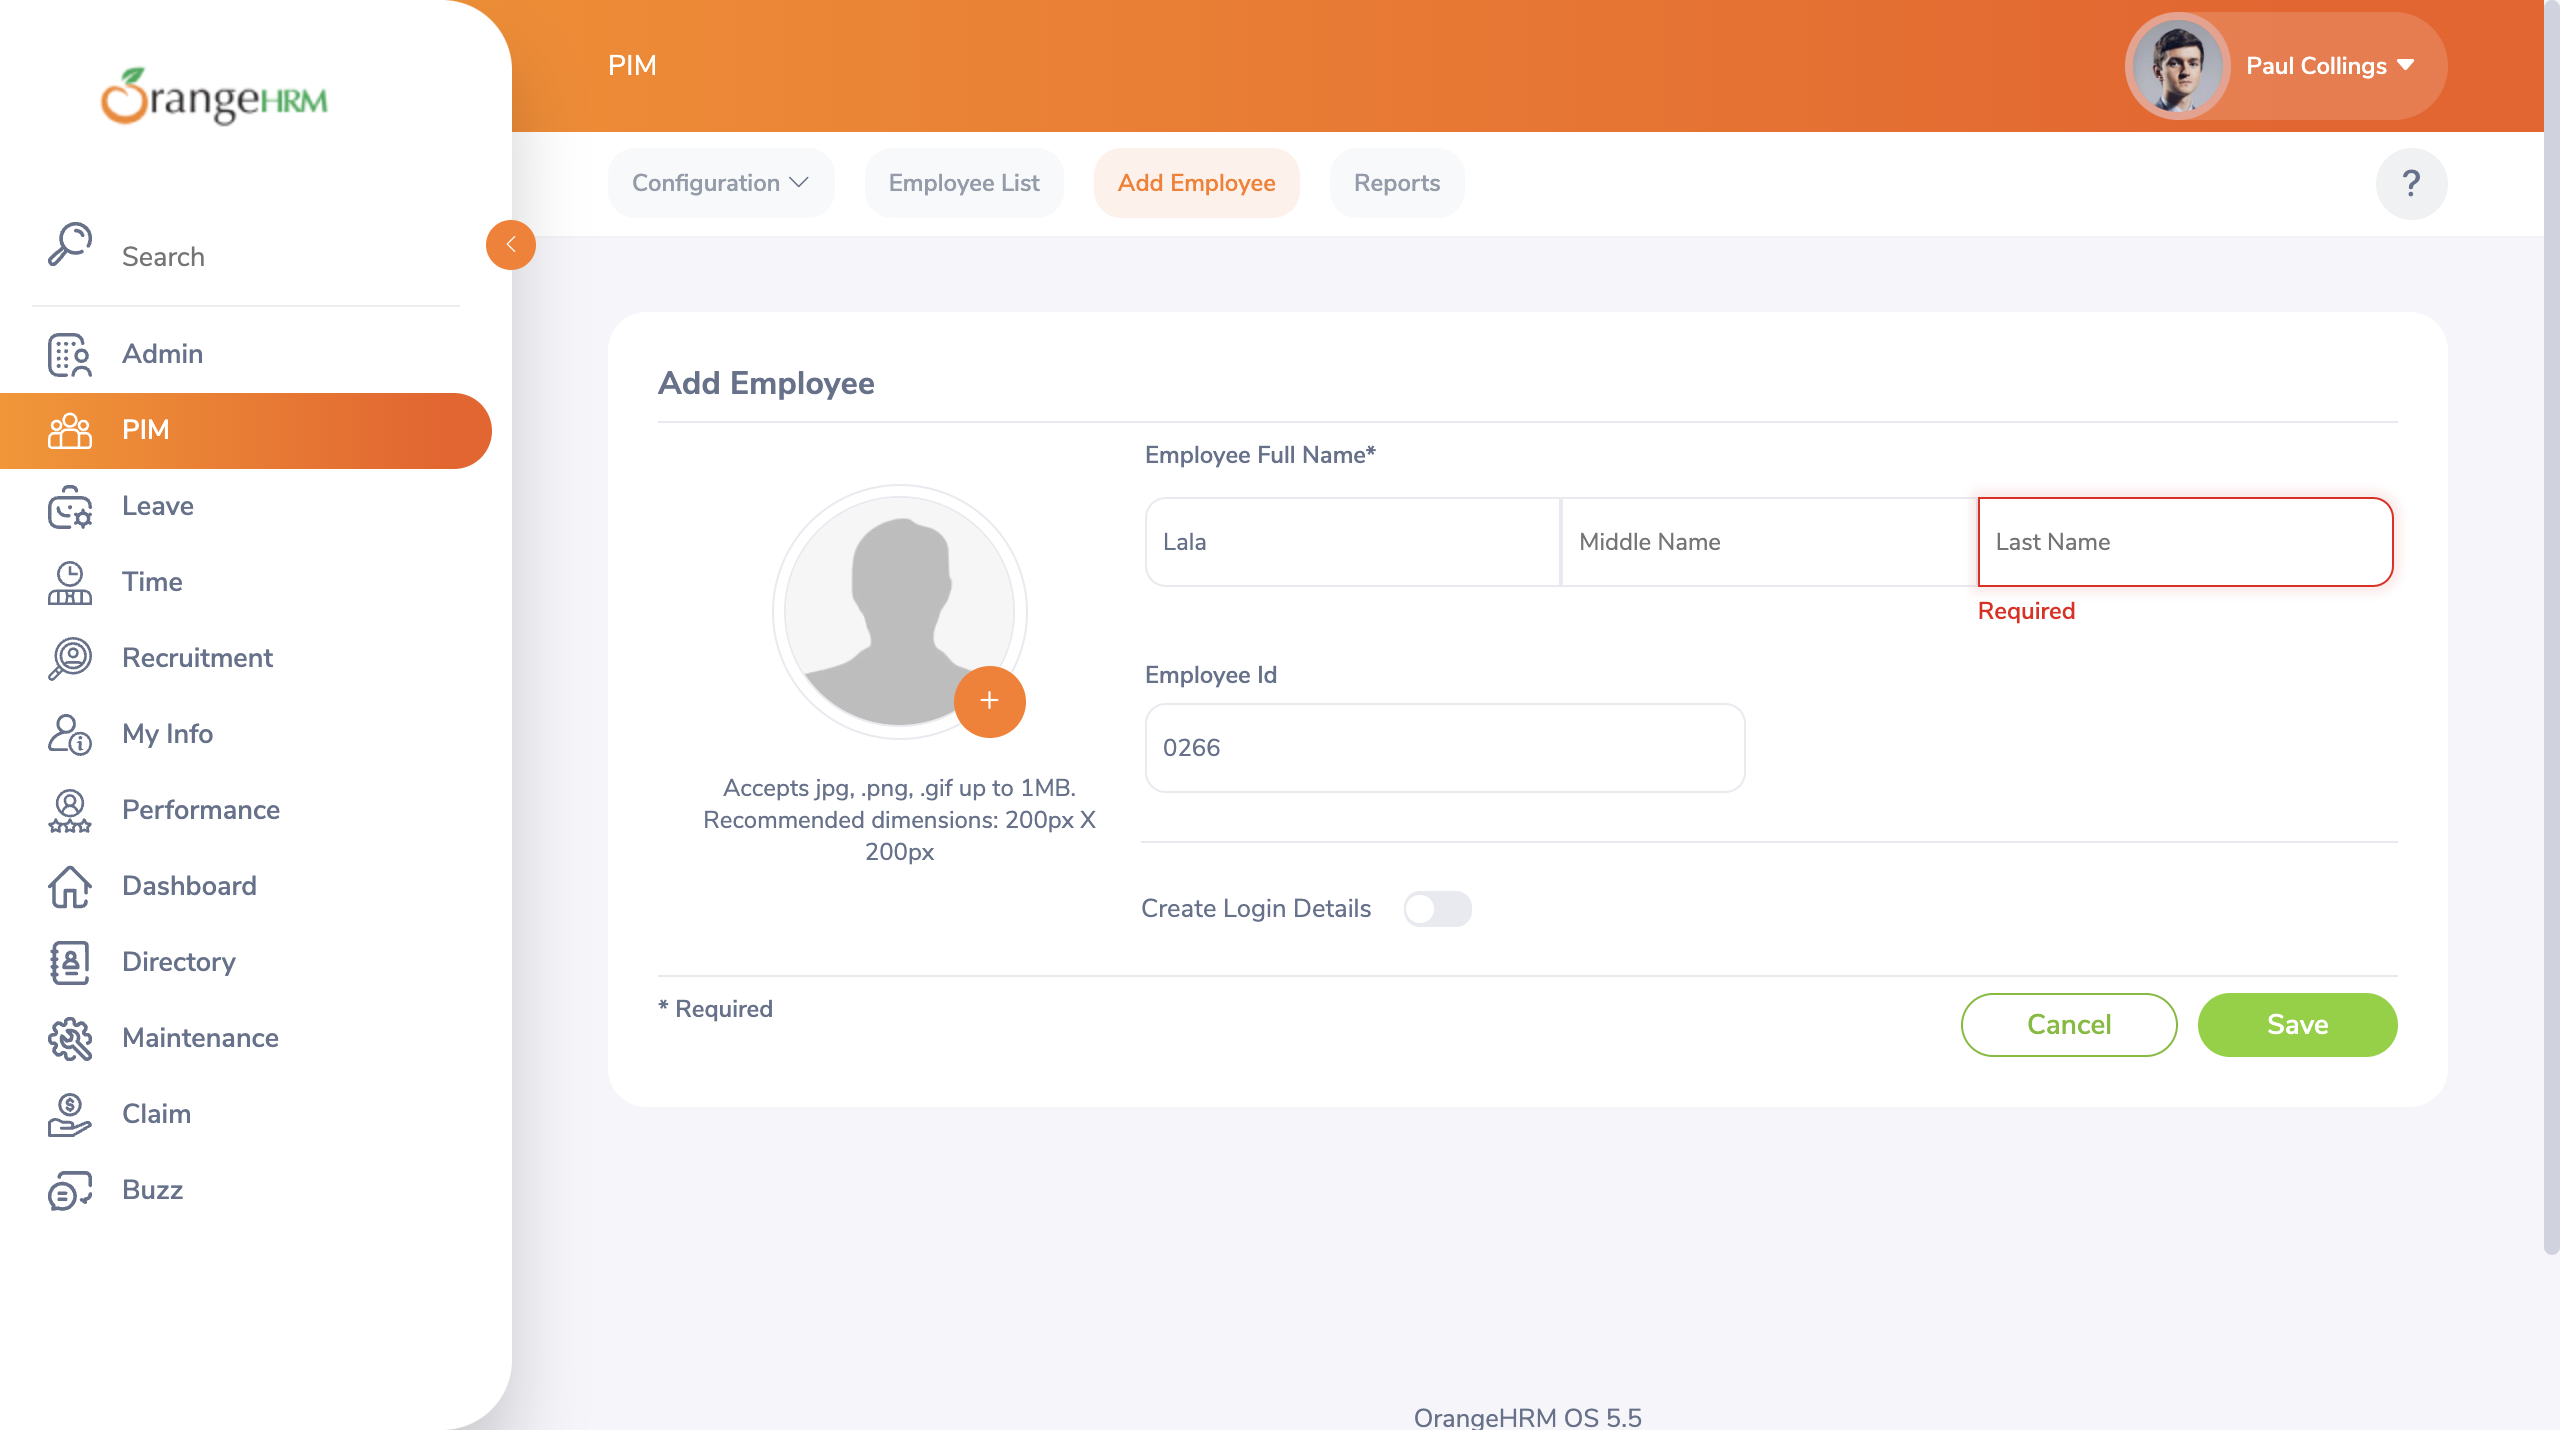 OrangeHRM
Search
Admin
PIM
Leave
Time
Recruitment
My Info
Performance
Dashboard
Directory
Maintenance
Claim
Buzz
PIM
Paul Collings
Configuration
Employee List
Add Employee
Reports
?
Add Employee
Employee Full Name*
Lala
Middle Name
Last Name
Required
Employee Id
0266
Accepts jpg, .png, .gif up to 1MB.
Recommended dimensions: 200px X
200px
Create Login Details
* Required
Cancel
Save
OrangeHRM OS 5.5